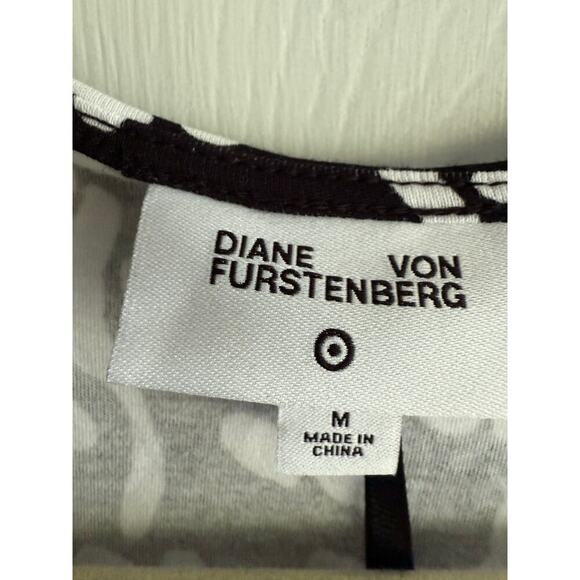 DIANE VON
FURSTENBERG
M
MADE IN
CHINA